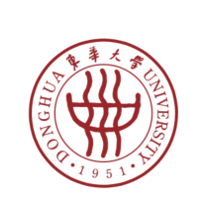 東華大學
DONGHUA UNIVERSITY
·1951·